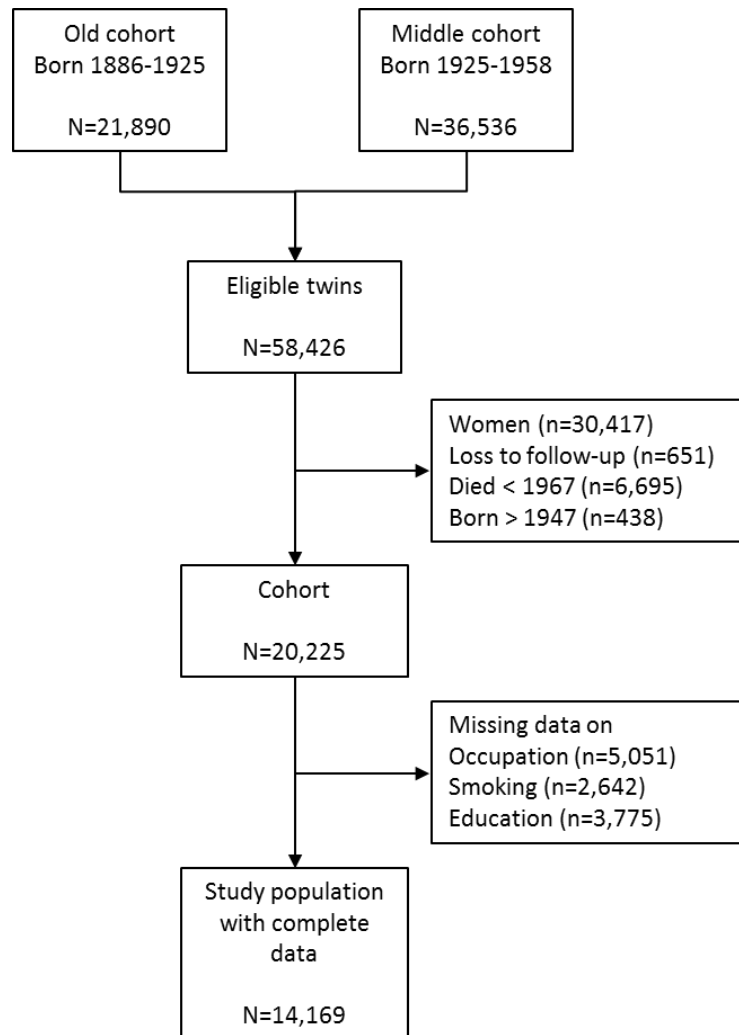 Old cohort
Born 1886-1925
N=21,890
Middle cohort
Born 1925-1958
N=36,536
Eligible twins
N=58,426
Women (n=30,417)
Loss to follow-up (n=651)
Died < 1967 (n=6,695)
Born > 1947 (n=438)
Cohort
N=20,225
Missing data on
Occupation (n=5,051)
Smoking (n=2,642)
Education (n=3,775)
Study population
with complete
data
N=14,169